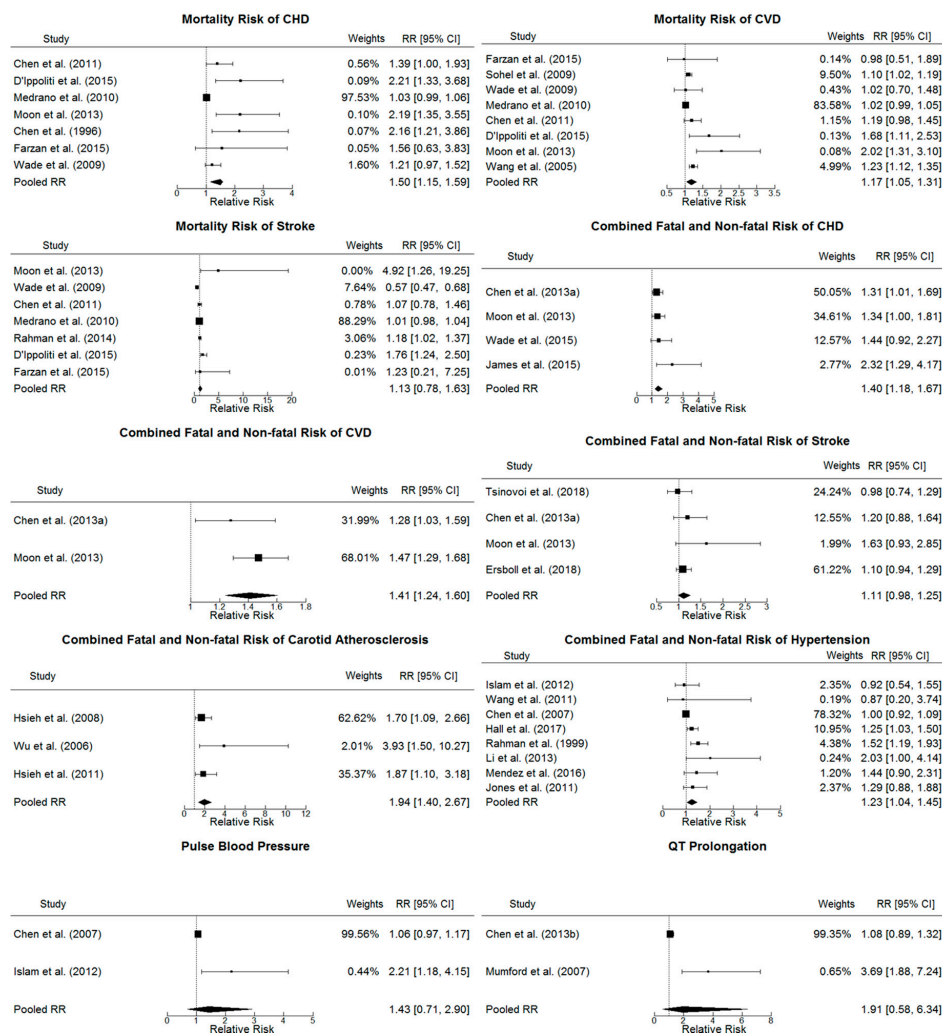 Mortality Risk of CHD
Study Weights RR [95% CI]
Chen et al. (2011) 0.56% 1.39 [1.00, 1.93]
D'Ippoliti et al. (2015) 0.09% 2.21 [1.33, 3.68]
Medrano et al. (2010) 97.53% 1.03 [0.99, 1.06]
Moon et al. (2013) 0.10% 2.19 [1.35, 3.55]
Chen et al. (1996) 0.07% 2.16 [1.21, 3.86]
Farzan et al. (2015) 0.05% 1.56 [0.63, 3.83]
Wade et al. (2009) 1.60% 1.21 [0.97, 1.52]
Pooled RR 1.50 [1.15, 1.59]
0 1 2 3 4
Relative Risk
Mortality Risk of CVD
Study Weights RR [95% CI]
Farzan et al. (2015) 0.14% 0.98 [0.51, 1.89]
Sohel et al. (2009) 9.50% 1.10 [1.02, 1.19]
Wade et al. (2009) 0.43% 1.02 [0.70, 1.48]
Medrano et al. (2010) 83.58% 1.02 [0.99, 1.05]
Chen et al. (2011) 1.15% 1.19 [0.98, 1.45]
D'Ippoliti et al. (2015) 0.13% 1.68 [1.11, 2.53]
Moon et al. (2013) 0.08% 2.02 [1.31, 3.10]
Wang et al. (2005) 4.99% 1.23 [1.12, 1.35]
Pooled RR 1.17 [1.05, 1.31]
0.5 1 1.5 2 2.5 3 3.5
Relative Risk
Mortality Risk of Stroke
Study Weights RR [95% CI]
Moon et al. (2013) 0.00% 4.92 [1.26, 19.25]
Wade et al. (2009) 7.64% 0.57 [0.47, 0.68]
Chen et al. (2011) 0.78% 1.07 [0.78, 1.46]
Medrano et al. (2010) 88.29% 1.01 [0.98, 1.04]
Rahman et al. (2014) 3.06% 1.18 [1.02, 1.37]
D'Ippoliti et al. (2015) 0.23% 1.76 [1.24, 2.50]
Farzan et al. (2015) 0.01% 1.23 [0.21, 7.25]
Pooled RR 1.13 [0.78, 1.63]
0 5 10 15 20
Relative Risk
Combined Fatal and Non-fatal Risk of CHD
Study Weights RR [95% CI]
Chen et al. (2013a) 50.05% 1.31 [1.01, 1.69]
Moon et al. (2013) 34.61% 1.34 [1.00, 1.81]
Wade et al. (2015) 12.57% 1.44 [0.92, 2.27]
James et al. (2015) 2.77% 2.32 [1.29, 4.17]
Pooled RR 1.40 [1.18, 1.67]
0 1 2 3 4 5
Relative Risk
Combined Fatal and Non-fatal Risk of CVD
Study Weights RR [95% CI]
Chen et al. (2013a) 31.99% 1.28 [1.03, 1.59]
Moon et al. (2013) 68.01% 1.47 [1.29, 1.68]
Pooled RR 1.41 [1.24, 1.60]
1 1.2 1.4 1.6 1.8
Relative Risk
Combined Fatal and Non-fatal Risk of Stroke
Study Weights RR [95% CI]
Tsinovoi et al. (2018) 24.24% 0.98 [0.74, 1.29]
Chen et al. (2013a) 12.55% 1.20 [0.88, 1.64]
Moon et al. (2013) 1.99% 1.63 [0.93, 2.85]
Ersboll et al. (2018) 61.22% 1.10 [0.94, 1.29]
Pooled RR 1.11 [0.98, 1.25]
0.5 1 1.5 2 2.5 3
Relative Risk
Combined Fatal and Non-fatal Risk of Carotid Atherosclerosis
Study Weights RR [95% CI]
Hsieh et al. (2008) 62.62% 1.70 [1.09, 2.66]
Wu et al. (2006) 2.01% 3.93 [1.50, 10.27]
Hsieh et al. (2011) 35.37% 1.87 [1.10, 3.18]
Pooled RR 1.94 [1.40, 2.67]
0 2 4 6 8 10 12
Relative Risk
Combined Fatal and Non-fatal Risk of Hypertension
Study Weights RR [95% CI]
Islam et al. (2012) 2.35% 0.92 [0.54, 1.55]
Wang et al. (2011) 0.19% 0.87 [0.20, 3.74]
Chen et al. (2007) 78.32% 1.00 [0.92, 1.09]
Hall et al. (2017) 10.95% 1.25 [1.03, 1.50]
Rahman et al. (1999) 4.38% 1.52 [1.19, 1.93]
Li et al. (2013) 0.24% 2.03 [1.00, 4.14]
Mendez et al. (2016) 1.20% 1.44 [0.90, 2.31]
Jones et al. (2011) 2.37% 1.29 [0.88, 1.88]
Pooled RR 1.23 [1.04, 1.45]
0 1 2 3 4 5
Relative Risk
Pulse Blood Pressure
Study Weights RR [95% CI]
Chen et al. (2007) 99.56% 1.06 [0.97, 1.17]
Islam et al. (2012) 0.44% 2.21 [1.18, 4.15]
Pooled RR 1.43 [0.71, 2.90]
0 1 2 3 4 5
Relative Risk
QT Prolongation
Study Weights RR [95% CI]
Chen et al. (2013b) 99.35% 1.08 [0.89, 1.32]
Mumford et al. (2007) 0.65% 3.69 [1.88, 7.24]
Pooled RR 1.91 [0.58, 6.34]
0 2 4 6 8
Relative Risk